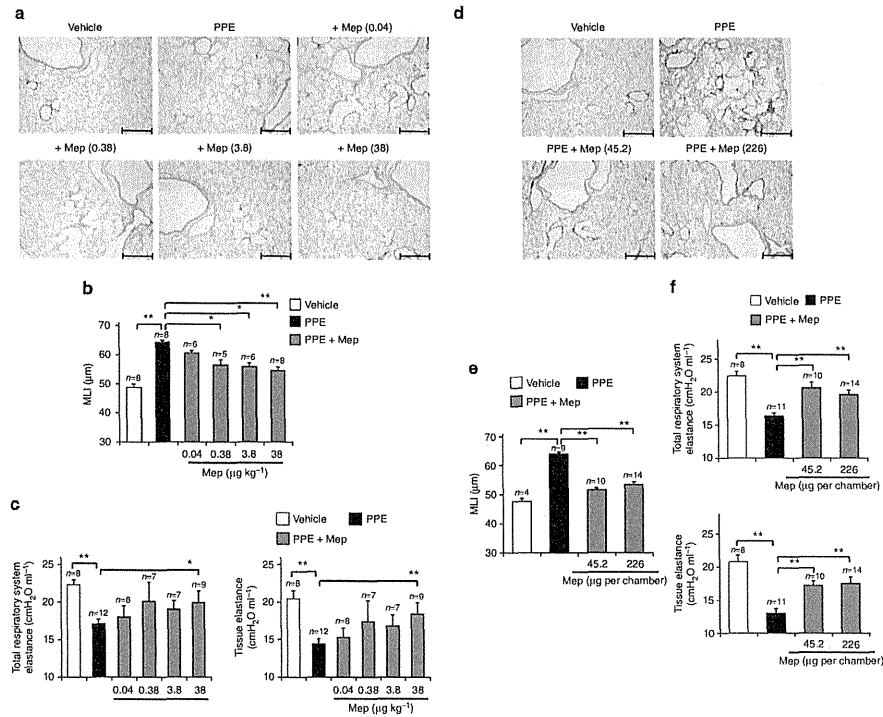 a
Vehicle PPE + Mep (0.04)
+ Mep (0.38) + Mep (3.8) + Mep (38)
b
Vehicle
PPE
PPE + Mep
** ** * *
n=6 n=8 n=6 n=5 n=6 n=8
MLI (µm)
70
60
50
40
30
0.04 0.38 3.8 38
Mep (µg kg⁻¹)
c
Vehicle PPE
PPE + Mep
Total respiratory system
elastance (cmH₂O ml⁻¹)
** *
n=8 n=12 n=8 n=7 n=7 n=9
25
20
15
10
0.04 0.38 3.8 38
Tissue elastance
(cmH₂O ml⁻¹)
** **
n=8 n=12 n=8 n=7 n=7 n=9
25
20
15
10
0.04 0.38 3.8 38
Mep (µg kg⁻¹)
d
Vehicle PPE
PPE + Mep (45.2) PPE + Mep (226)
e
Vehicle PPE
PPE + Mep
** ** **
n=4 n=9 n=10 n=14
MLI (µm)
70
60
50
40
30
45.2 226
Mep (µg per chamber)
f
Vehicle PPE
PPE + Mep
Total respiratory system
elastance (cmH₂O ml⁻¹)
** ** **
n=8 n=11 n=10 n=14
25
20
15
10
45.2 226
Mep (µg per chamber)
Tissue elastance
(cmH₂O ml⁻¹)
** ** **
n=8 n=11 n=10 n=14
25
20
15
10
45.2 226
Mep (µg per chamber)